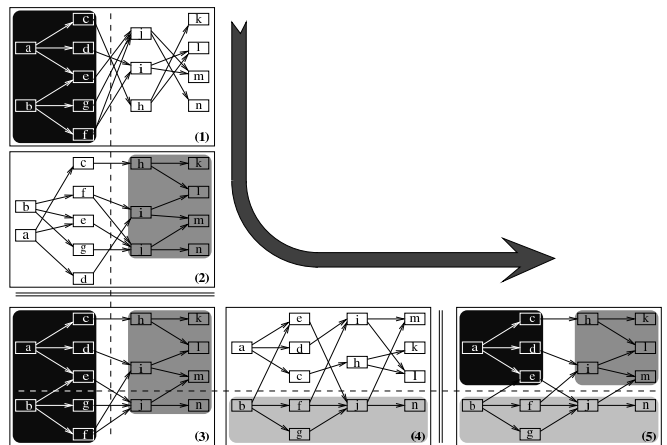 c k
j
a d l
e i m
b g h n
f (1)
c h k
f l
b i
e m
a
g j n
d (2)
c h k
a d l
i
e m
b g j n
f (3)
e i m
a d k
h
c l
b f j n
g (4)
c h k
a d l
i
e m
b f j n
g (5)